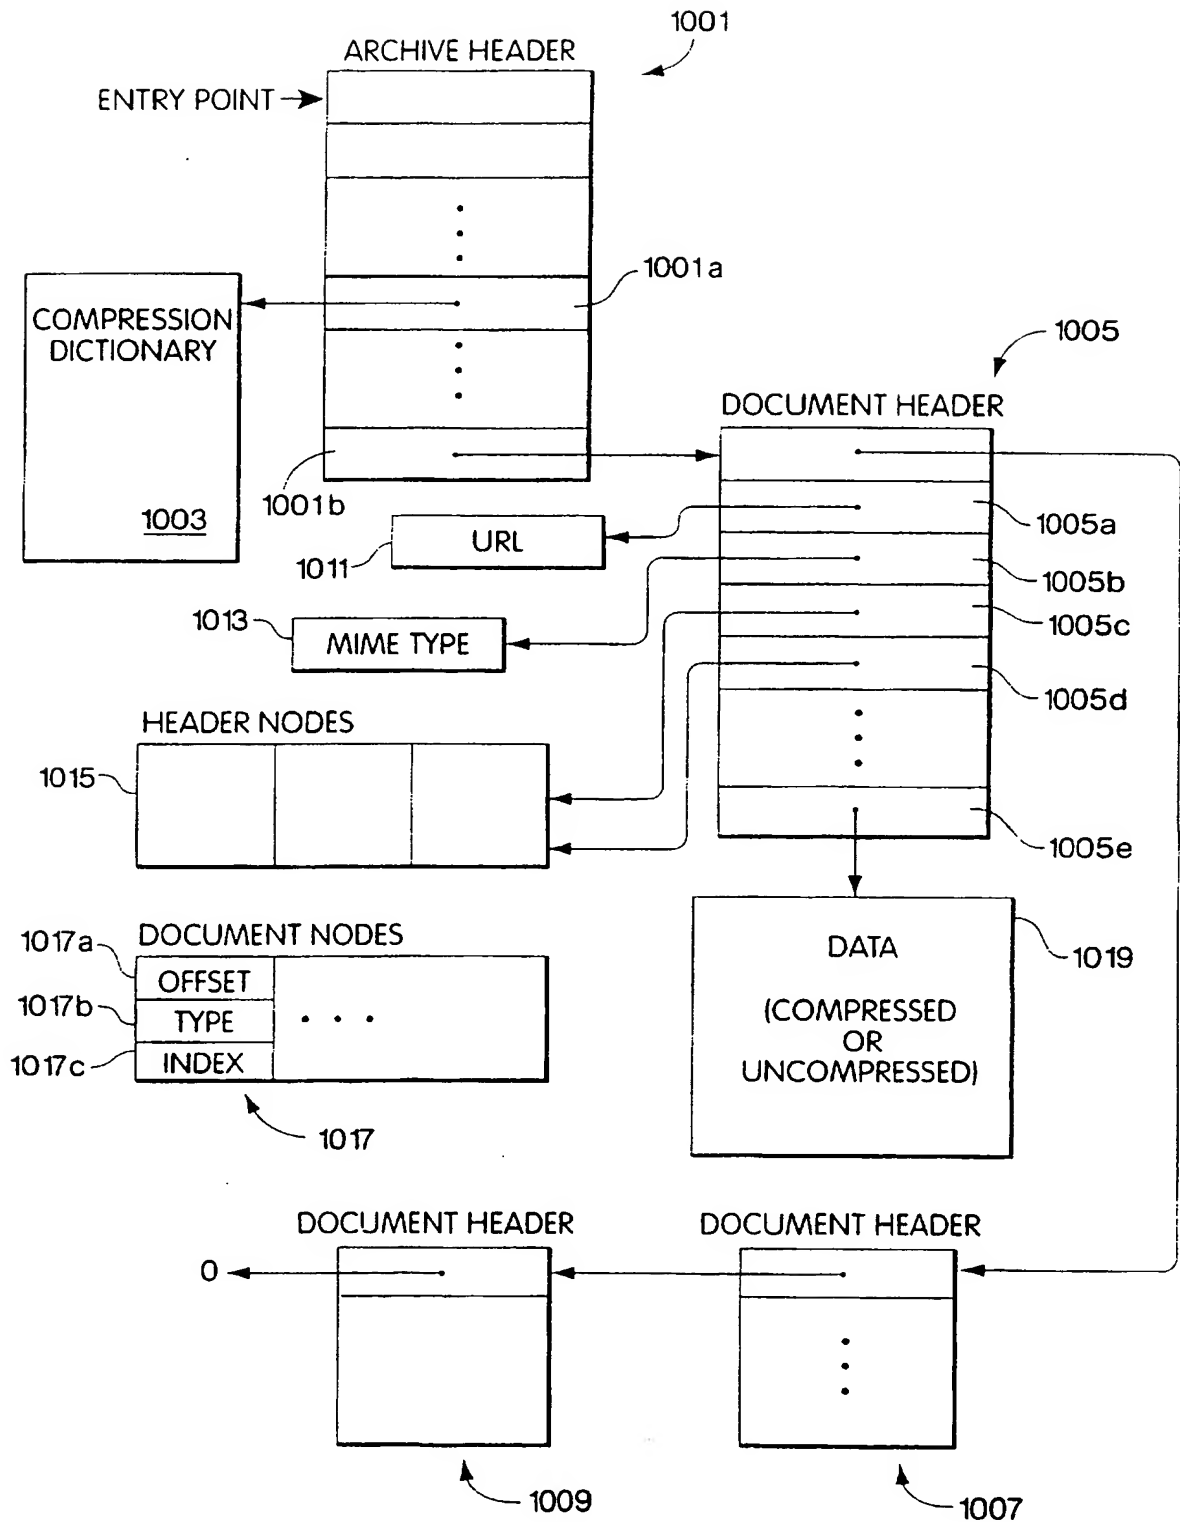 1001
ARCHIVE HEADER
ENTRY POINT
1001a
COMPRESSION
DICTIONARY
1003
1005
DOCUMENT HEADER
1001b
1005a
URL
1011
1005b
1013
MIME TYPE
1005c
1005d
HEADER NODES
1015
1005e
DOCUMENT NODES
1017a
OFFSET
1017b
TYPE
1017c
INDEX
1017
DATA
(COMPRESSED
OR
UNCOMPRESSED)
1019
DOCUMENT HEADER
DOCUMENT HEADER
0
1009
1007